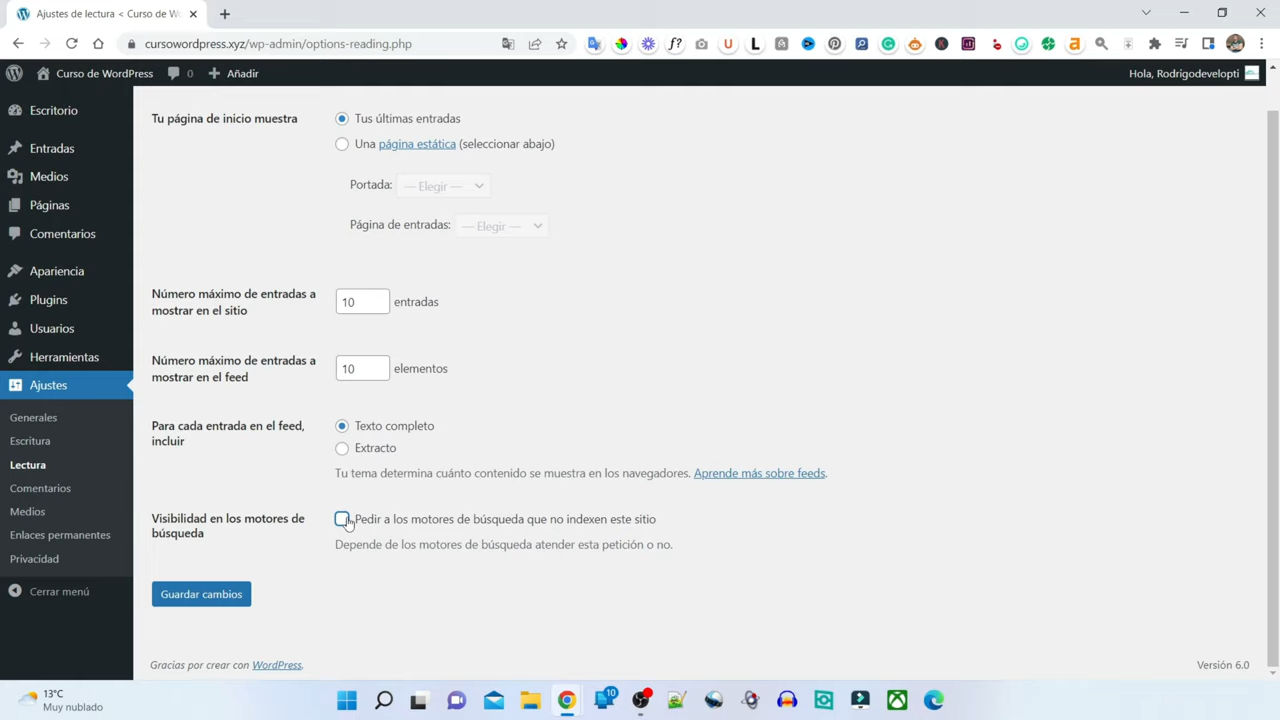 Ajustes de lectura < Curso de W
cursowordpress.xyz/wp-admin/options-reading.php
Curso de WordPress 0 Añadir
Hola, Rodrigodevelopti
Escritorio
Entradas
Medios
Páginas
Comentarios
Apariencia
Plugins
Usuarios
Herramientas
Ajustes
Generales
Escritura
Lectura
Comentarios
Medios
Enlaces permanentes
Privacidad
Cerrar menú
Tu página de inicio muestra
Tus últimas entradas
Una página estática (seleccionar abajo)
Portada: — Elegir —
Página de entradas: — Elegir —
Número máximo de entradas a
mostrar en el sitio
10 entradas
Número máximo de entradas a
mostrar en el feed
10 elementos
Para cada entrada en el feed,
incluir
Texto completo
Extracto
Tu tema determina cuánto contenido se muestra en los navegadores. Aprende más sobre feeds.
Visibilidad en los motores de
búsqueda
Pedir a los motores de búsqueda que no indexen este sitio
Depende de los motores de búsqueda atender esta petición o no.
Guardar cambios
Gracias por crear con WordPress.
Versión 6.0
13°C
Muy nublado
10